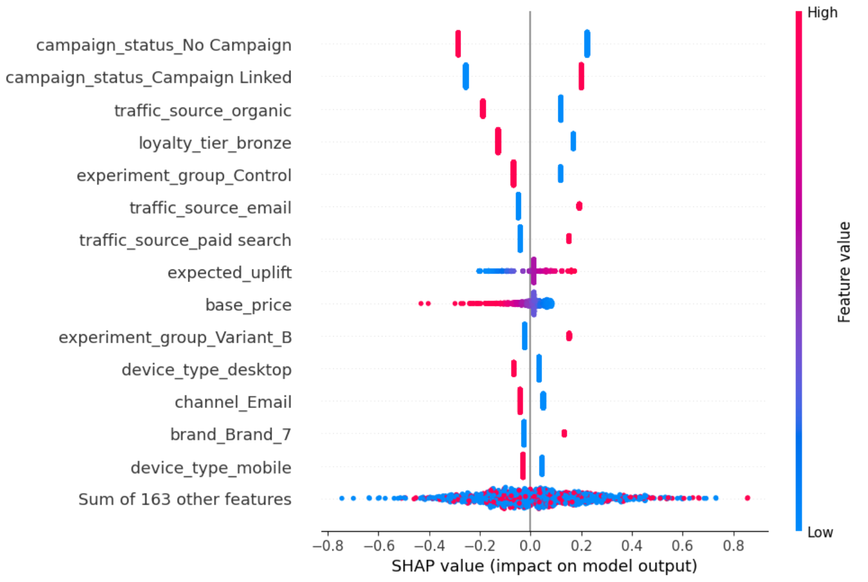 High
campaign_status_No Campaign
campaign_status_Campaign Linked
traffic_source_organic
loyalty_tier_bronze
experiment_group_Control
traffic_source_email
traffic_source_paid search
expected_uplift
base_price
experiment_group_Variant_B
device_type_desktop
channel_Email
brand_Brand_7
device_type_mobile
Sum of 163 other features
Feature value
Low
−0.8 −0.6 −0.4 −0.2 0.0 0.2 0.4 0.6 0.8
SHAP value (impact on model output)